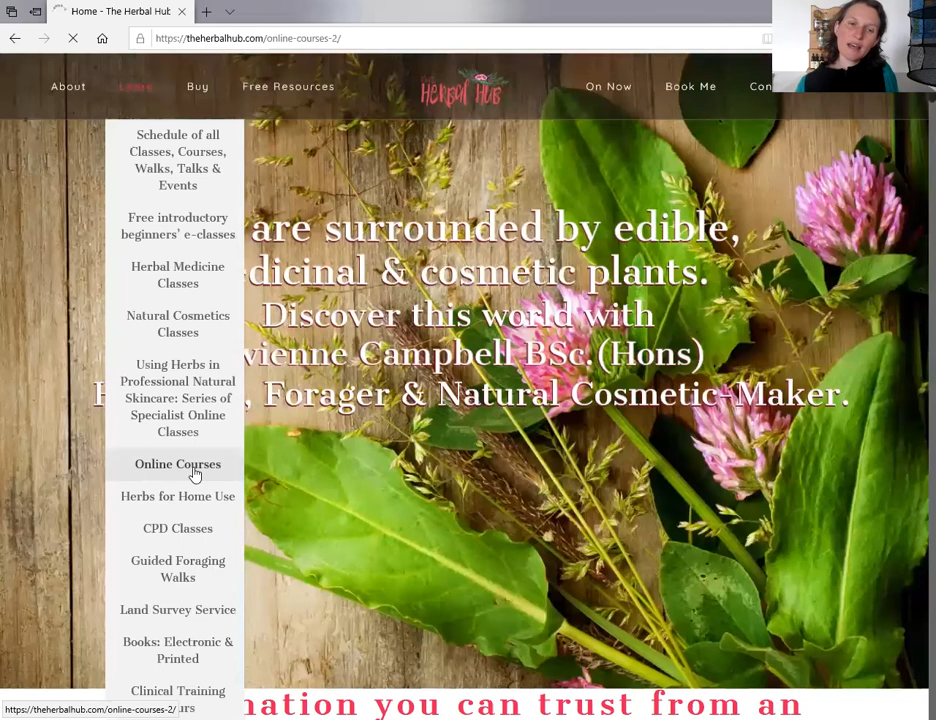 Home - The Herbal Hub
https://theherbalhub.com/online-courses-2/
About
Learn
Buy
Free Resources
Herbal Hub
On Now
Book Me
Con
Schedule of all
Classes, Courses,
Walks, Talks &
Events
Free introductory
beginners' e-classes
Herbal Medicine
Classes
Natural Cosmetics
Classes
Using Herbs in
Professional Natural
Skincare: Series of
Specialist Online
Classes
Online Courses
Herbs for Home Use
CPD Classes
Guided Foraging
Walks
Land Survey Service
Books: Electronic &
Printed
Clinical Training
are surrounded by edible,
edicinal & cosmetic plants.
Discover this world with
vienne Campbell BSc.(Hons)
H , Forager & Natural Cosmetic-Maker.
mation you can trust from an
https://theherbalhub.com/online-courses-2/